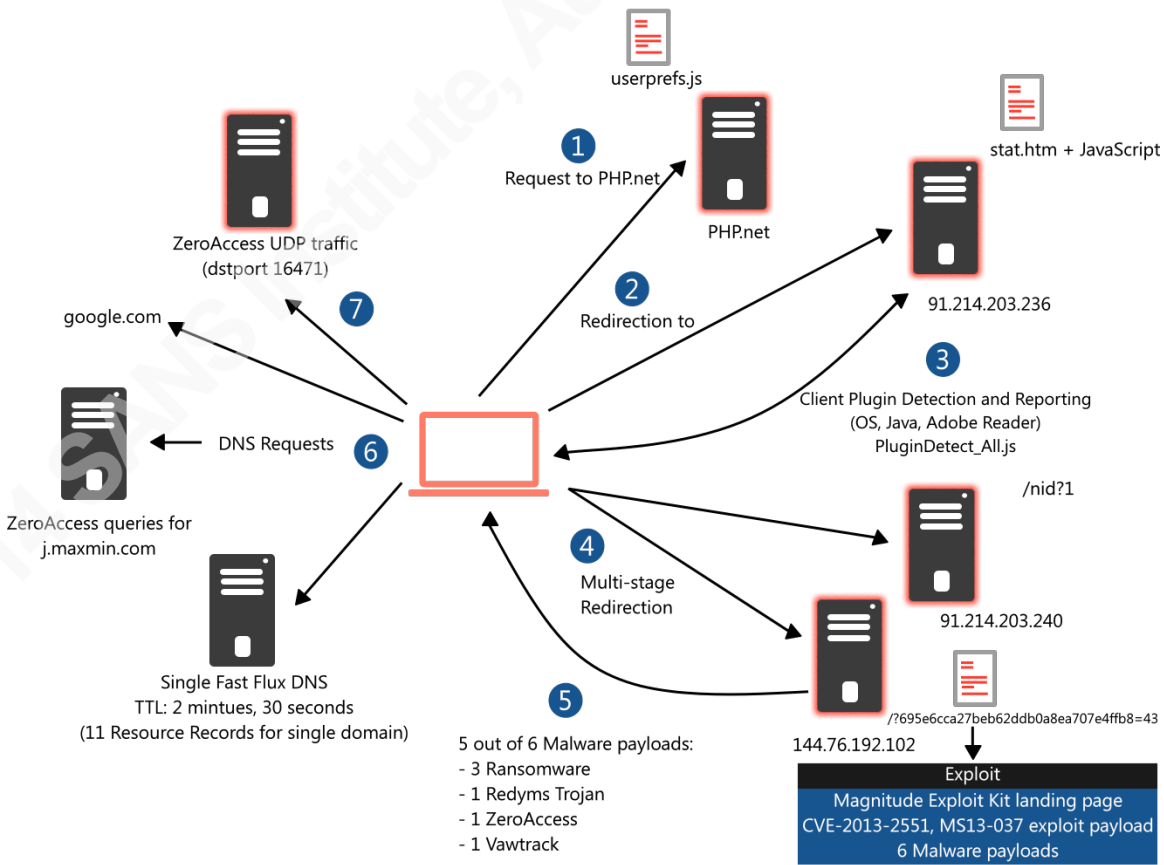 userprefs.js
1
Request to PHP.net
PHP.net
stat.htm + JavaScript
91.214.203.236
2
Redirection to
3
Client Plugin Detection and Reporting
(OS, Java, Adobe Reader)
PluginDetect_All.js
ZeroAccess UDP traffic
(dstport 16471)
7
google.com
DNS Requests
6
ZeroAccess queries for
j.maxmin.com
Single Fast Flux DNS
TTL: 2 mintues, 30 seconds
(11 Resource Records for single domain)
4
Multi-stage
Redirection
/nid?1
91.214.203.240
/?695e6cca27beb62ddb0a8ea707e4ffb8=43
144.76.192.102
5
5 out of 6 Malware payloads:
- 3 Ransomware
- 1 Redyms Trojan
- 1 ZeroAccess
- 1 Vawtrack
Exploit
Magnitude Exploit Kit landing page
CVE-2013-2551, MS13-037 exploit payload
6 Malware payloads
14 SANS Institute,